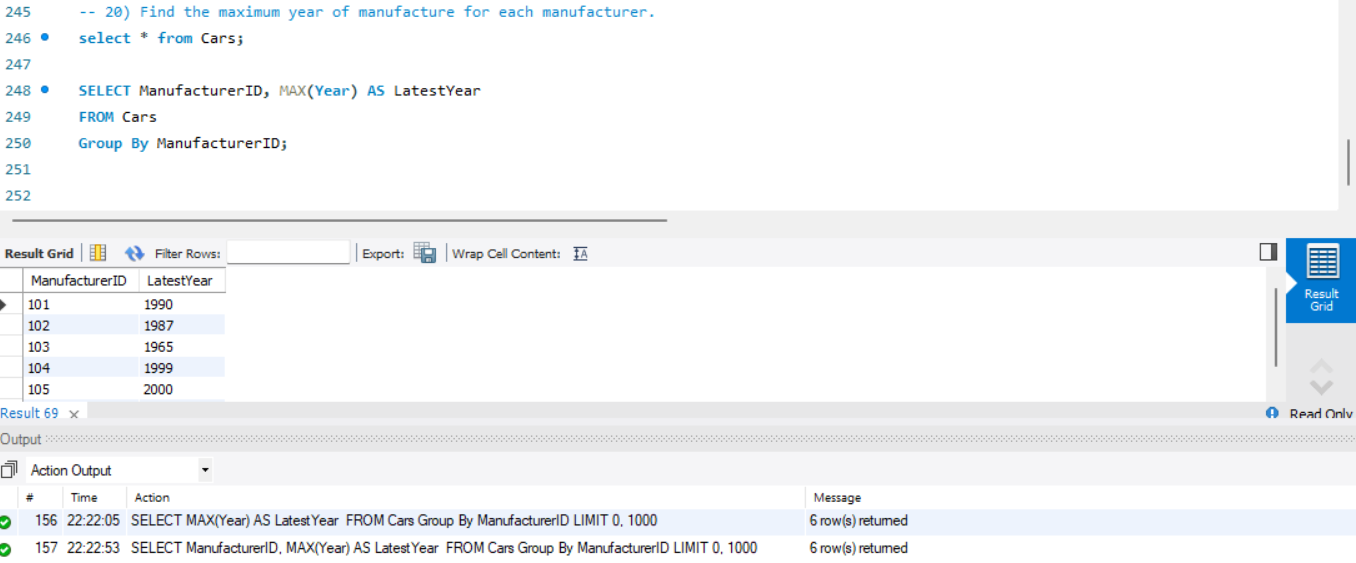 245 -- 20) Find the maximum year of manufacture for each manufacturer.
246 select * from Cars;
247
248 SELECT ManufacturerID, MAX(Year) AS LatestYear
249 FROM Cars
250 Group By ManufacturerID;
251
252
Result Grid Filter Rows: Export: Wrap Cell Content: IA
ManufacturerID LatestYear
101 1990
102 1987
103 1965
104 1999
105 2000
Result
Grid
Result 69 × Read Only
Output
Action Output
# Time Action Message
156 22:22:05 SELECT MAX(Year) AS LatestYear FROM Cars Group By ManufacturerID LIMIT 0, 1000 6 row(s) returned
157 22:22:53 SELECT ManufacturerID, MAX(Year) AS LatestYear FROM Cars Group By ManufacturerID LIMIT 0, 1000 6 row(s) returned